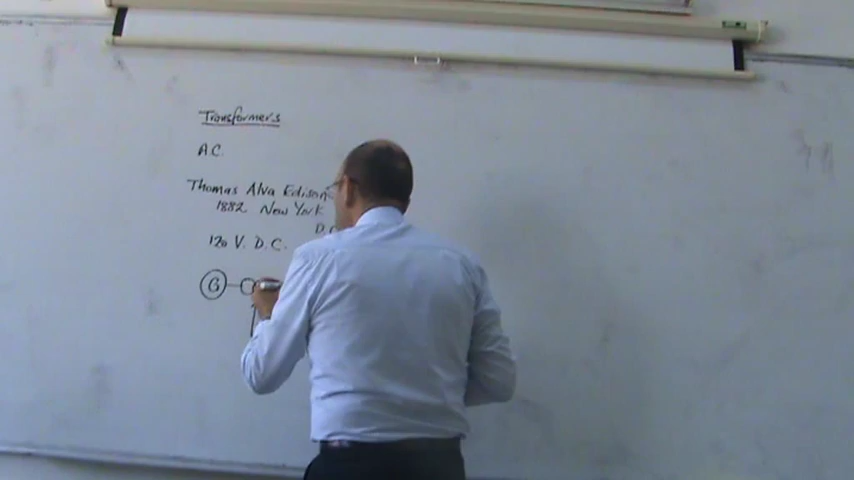 Transformers
A.C.
Thomas Alva Edison
1882 New York
D.C
120 V. D.C.
G